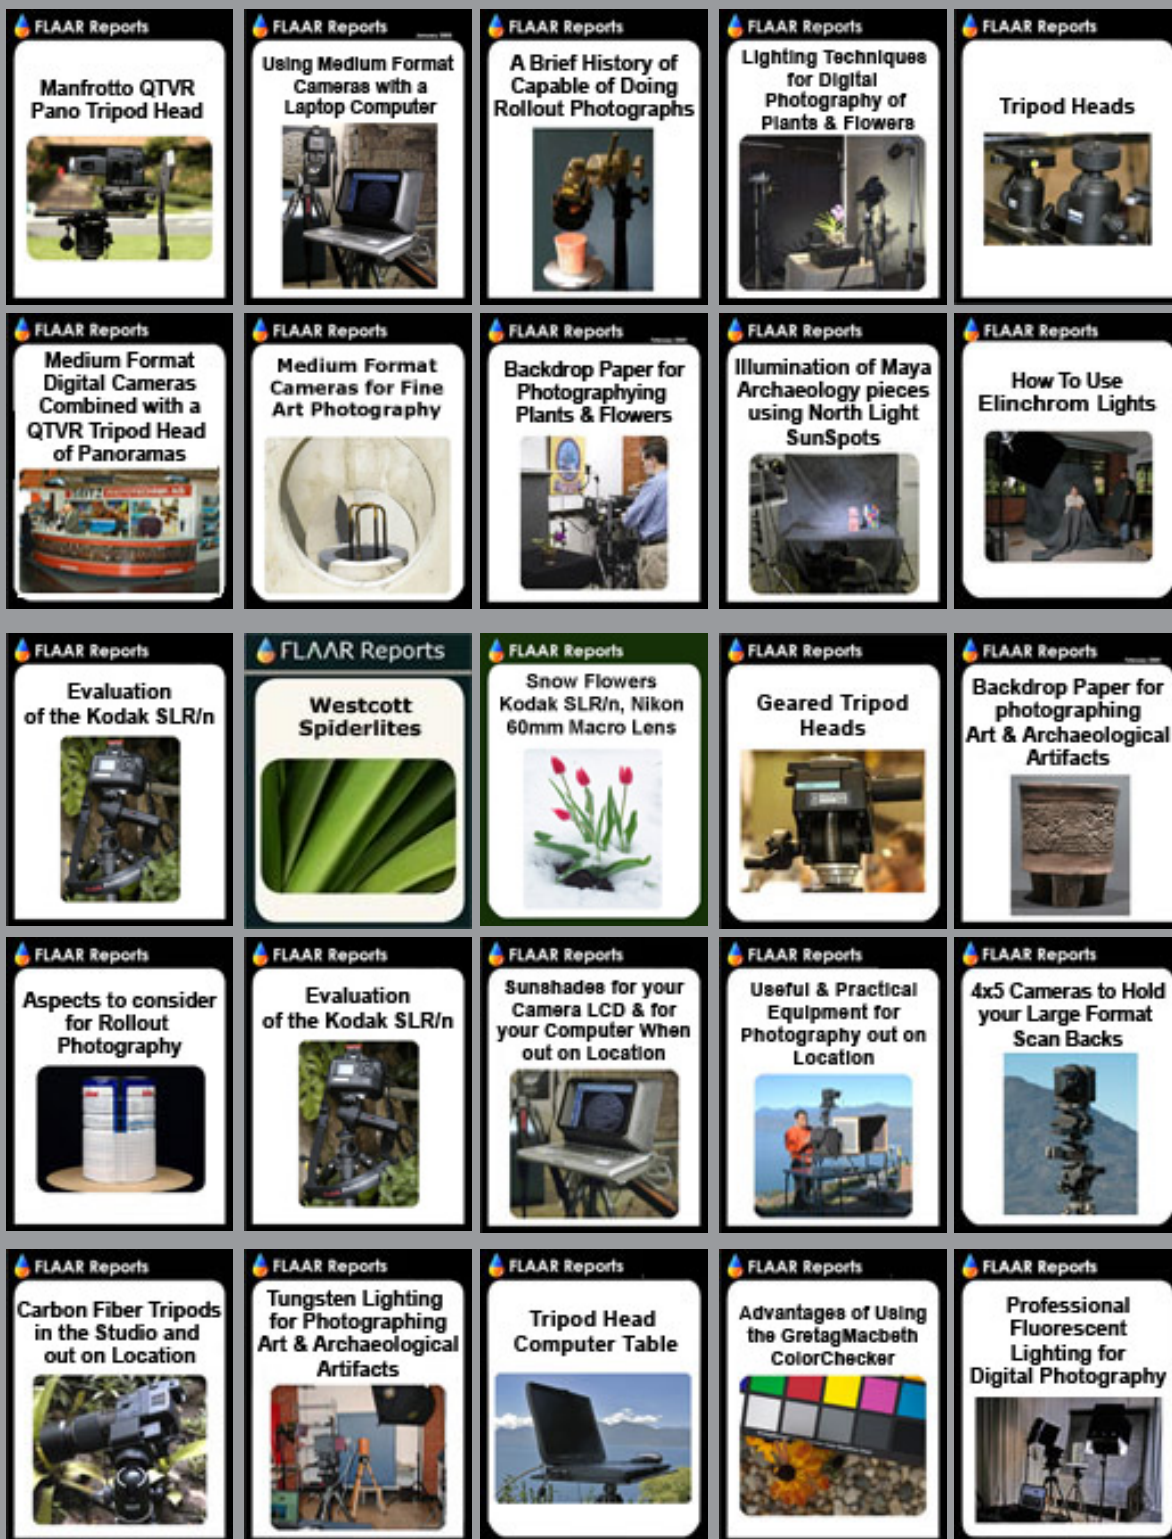 FLAAR Reports
Manfrotto QTVR
Pano Tripod Head
FLAAR Reports
Using Medium Format
Cameras with a
Laptop Computer
FLAAR Reports
A Brief History of
Capable of Doing
Rollout Photographs
FLAAR Reports
Lighting Techniques
for Digital
Photography of
Plants & Flowers
FLAAR Reports
Tripod Heads
FLAAR Reports
Medium Format
Digital Cameras
Combined with a
QTVR Tripod Head
of Panoramas
FLAAR Reports
Medium Format
Cameras for Fine
Art Photography
FLAAR Reports
Backdrop Paper for
Photographying
Plants & Flowers
FLAAR Reports
Illumination of Maya
Archaeology pieces
using North Light
SunSpots
FLAAR Reports
How To Use
Elinchrom Lights
FLAAR Reports
Evaluation
of the Kodak SLR/n
FLAAR Reports
Westcott
Spiderlites
FLAAR Reports
Snow Flowers
Kodak SLR/n, Nikon
60mm Macro Lens
FLAAR Reports
Geared Tripod
Heads
FLAAR Reports
Backdrop Paper for
photographing
Art & Archaeological
Artifacts
FLAAR Reports
Aspects to consider
for Rollout
Photography
FLAAR Reports
Evaluation
of the Kodak SLR/n
FLAAR Reports
Sunshades for your
Camera LCD & for
your Computer When
out on Location
FLAAR Reports
Useful & Practical
Equipment for
Photography out on
Location
FLAAR Reports
4x5 Cameras to Hold
your Large Format
Scan Backs
FLAAR Reports
Carbon Fiber Tripods
in the Studio and
out on Location
FLAAR Reports
Tungsten Lighting
for Photographing
Art & Archaeological
Artifacts
FLAAR Reports
Tripod Head
Computer Table
FLAAR Reports
Advantages of Using
the GretagMacbeth
ColorChecker
FLAAR Reports
Professional
Fluorescent
Lighting for
Digital Photography